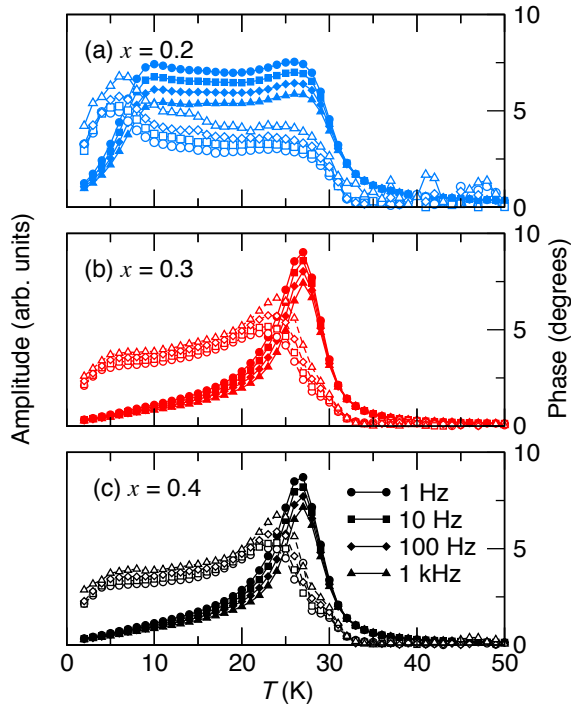 (a) x = 0.2
10
5
0
(b) x = 0.3
10
5
0
(c) x = 0.4
1 Hz
10 Hz
100 Hz
1 kHz
10
5
0
0 10 20 30 40 50
T (K)
Amplitude (arb. units)
Phase (degrees)